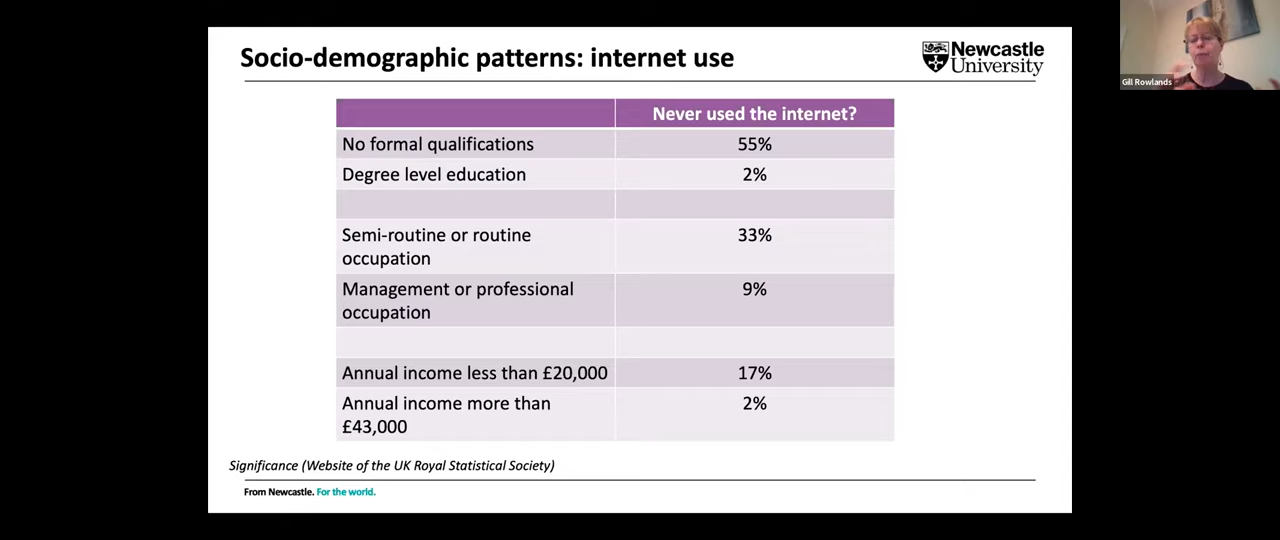 Socio-demographic patterns: internet use
Newcastle
University
Gill Rowlands
Never used the internet?
No formal qualifications 55%
Degree level education 2%
Semi-routine or routine 33%
occupation
Management or professional 9%
occupation
Annual income less than £20,000 17%
Annual income more than 2%
£43,000
Significance (Website of the UK Royal Statistical Society)
From Newcastle. For the world.